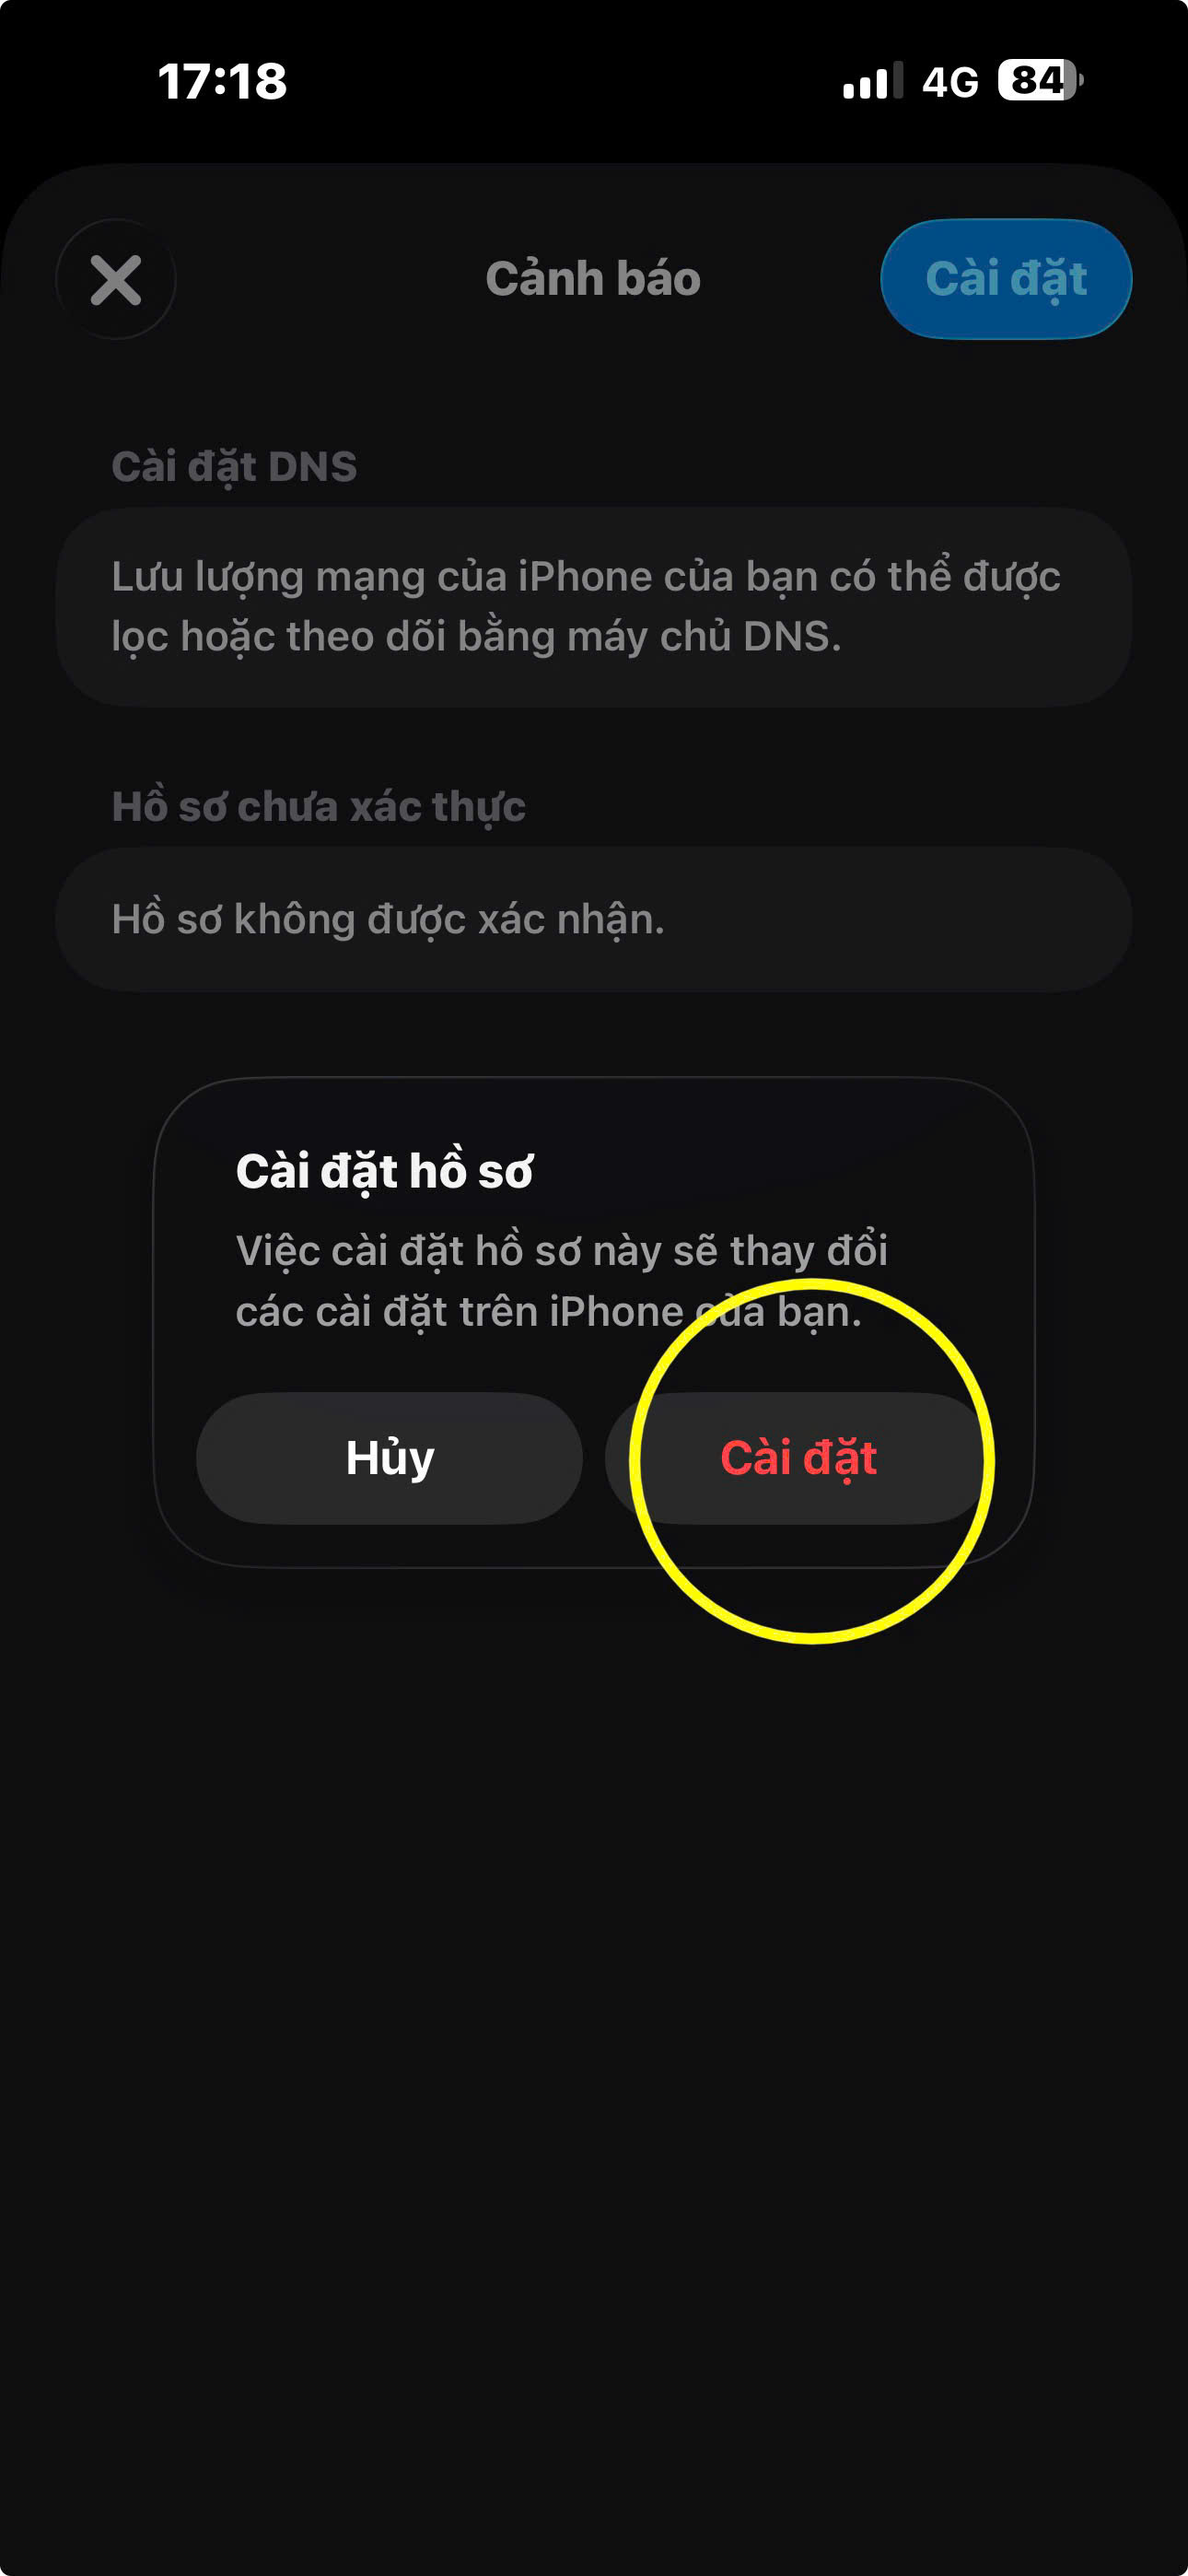 17:18
4G
84
Cảnh báo
Cài đặt
Cài đặt DNS
Lưu lượng mạng của iPhone của bạn có thể được
lọc hoặc theo dõi bằng máy chủ DNS.
Hồ sơ chưa xác thực
Hồ sơ không được xác nhận.
Cài đặt hồ sơ
Việc cài đặt hồ sơ này sẽ thay đổi
các cài đặt trên iPhone của bạn.
Hủy
Cài đặt